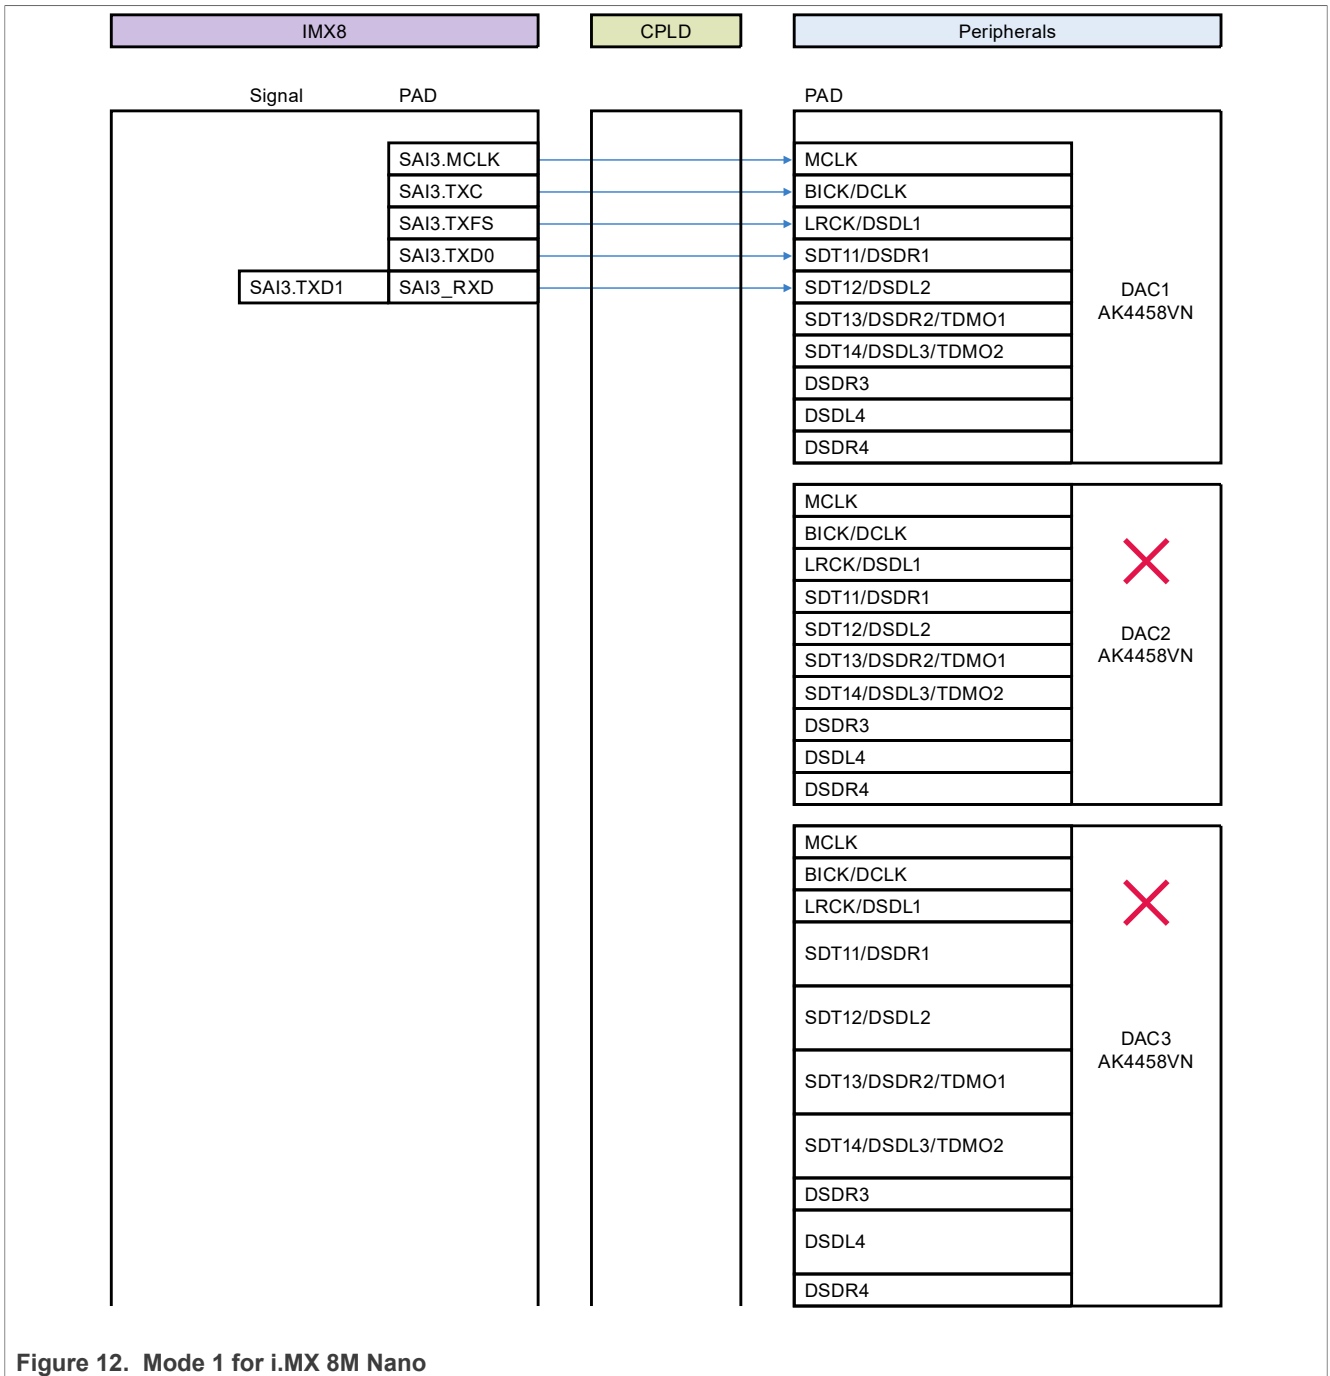 IMX8
CPLD
Peripherals
Signal
PAD
PAD
SAI3.MCLK
MCLK
SAI3.TXC
BICK/DCLK
SAI3.TXFS
LRCK/DSDL1
SAI3.TXD0
SDT11/DSDR1
SAI3.TXD1
SAI3_RXD
SDT12/DSDL2
SDT13/DSDR2/TDMO1
SDT14/DSDL3/TDMO2
DSDR3
DSDL4
DSDR4
DAC1
AK4458VN
MCLK
BICK/DCLK
LRCK/DSDL1
SDT11/DSDR1
SDT12/DSDL2
SDT13/DSDR2/TDMO1
SDT14/DSDL3/TDMO2
DSDR3
DSDL4
DSDR4
DAC2
AK4458VN
MCLK
BICK/DCLK
LRCK/DSDL1
SDT11/DSDR1
SDT12/DSDL2
SDT13/DSDR2/TDMO1
SDT14/DSDL3/TDMO2
DSDR3
DSDL4
DSDR4
DAC3
AK4458VN
Figure 12. Mode 1 for i.MX 8M Nano